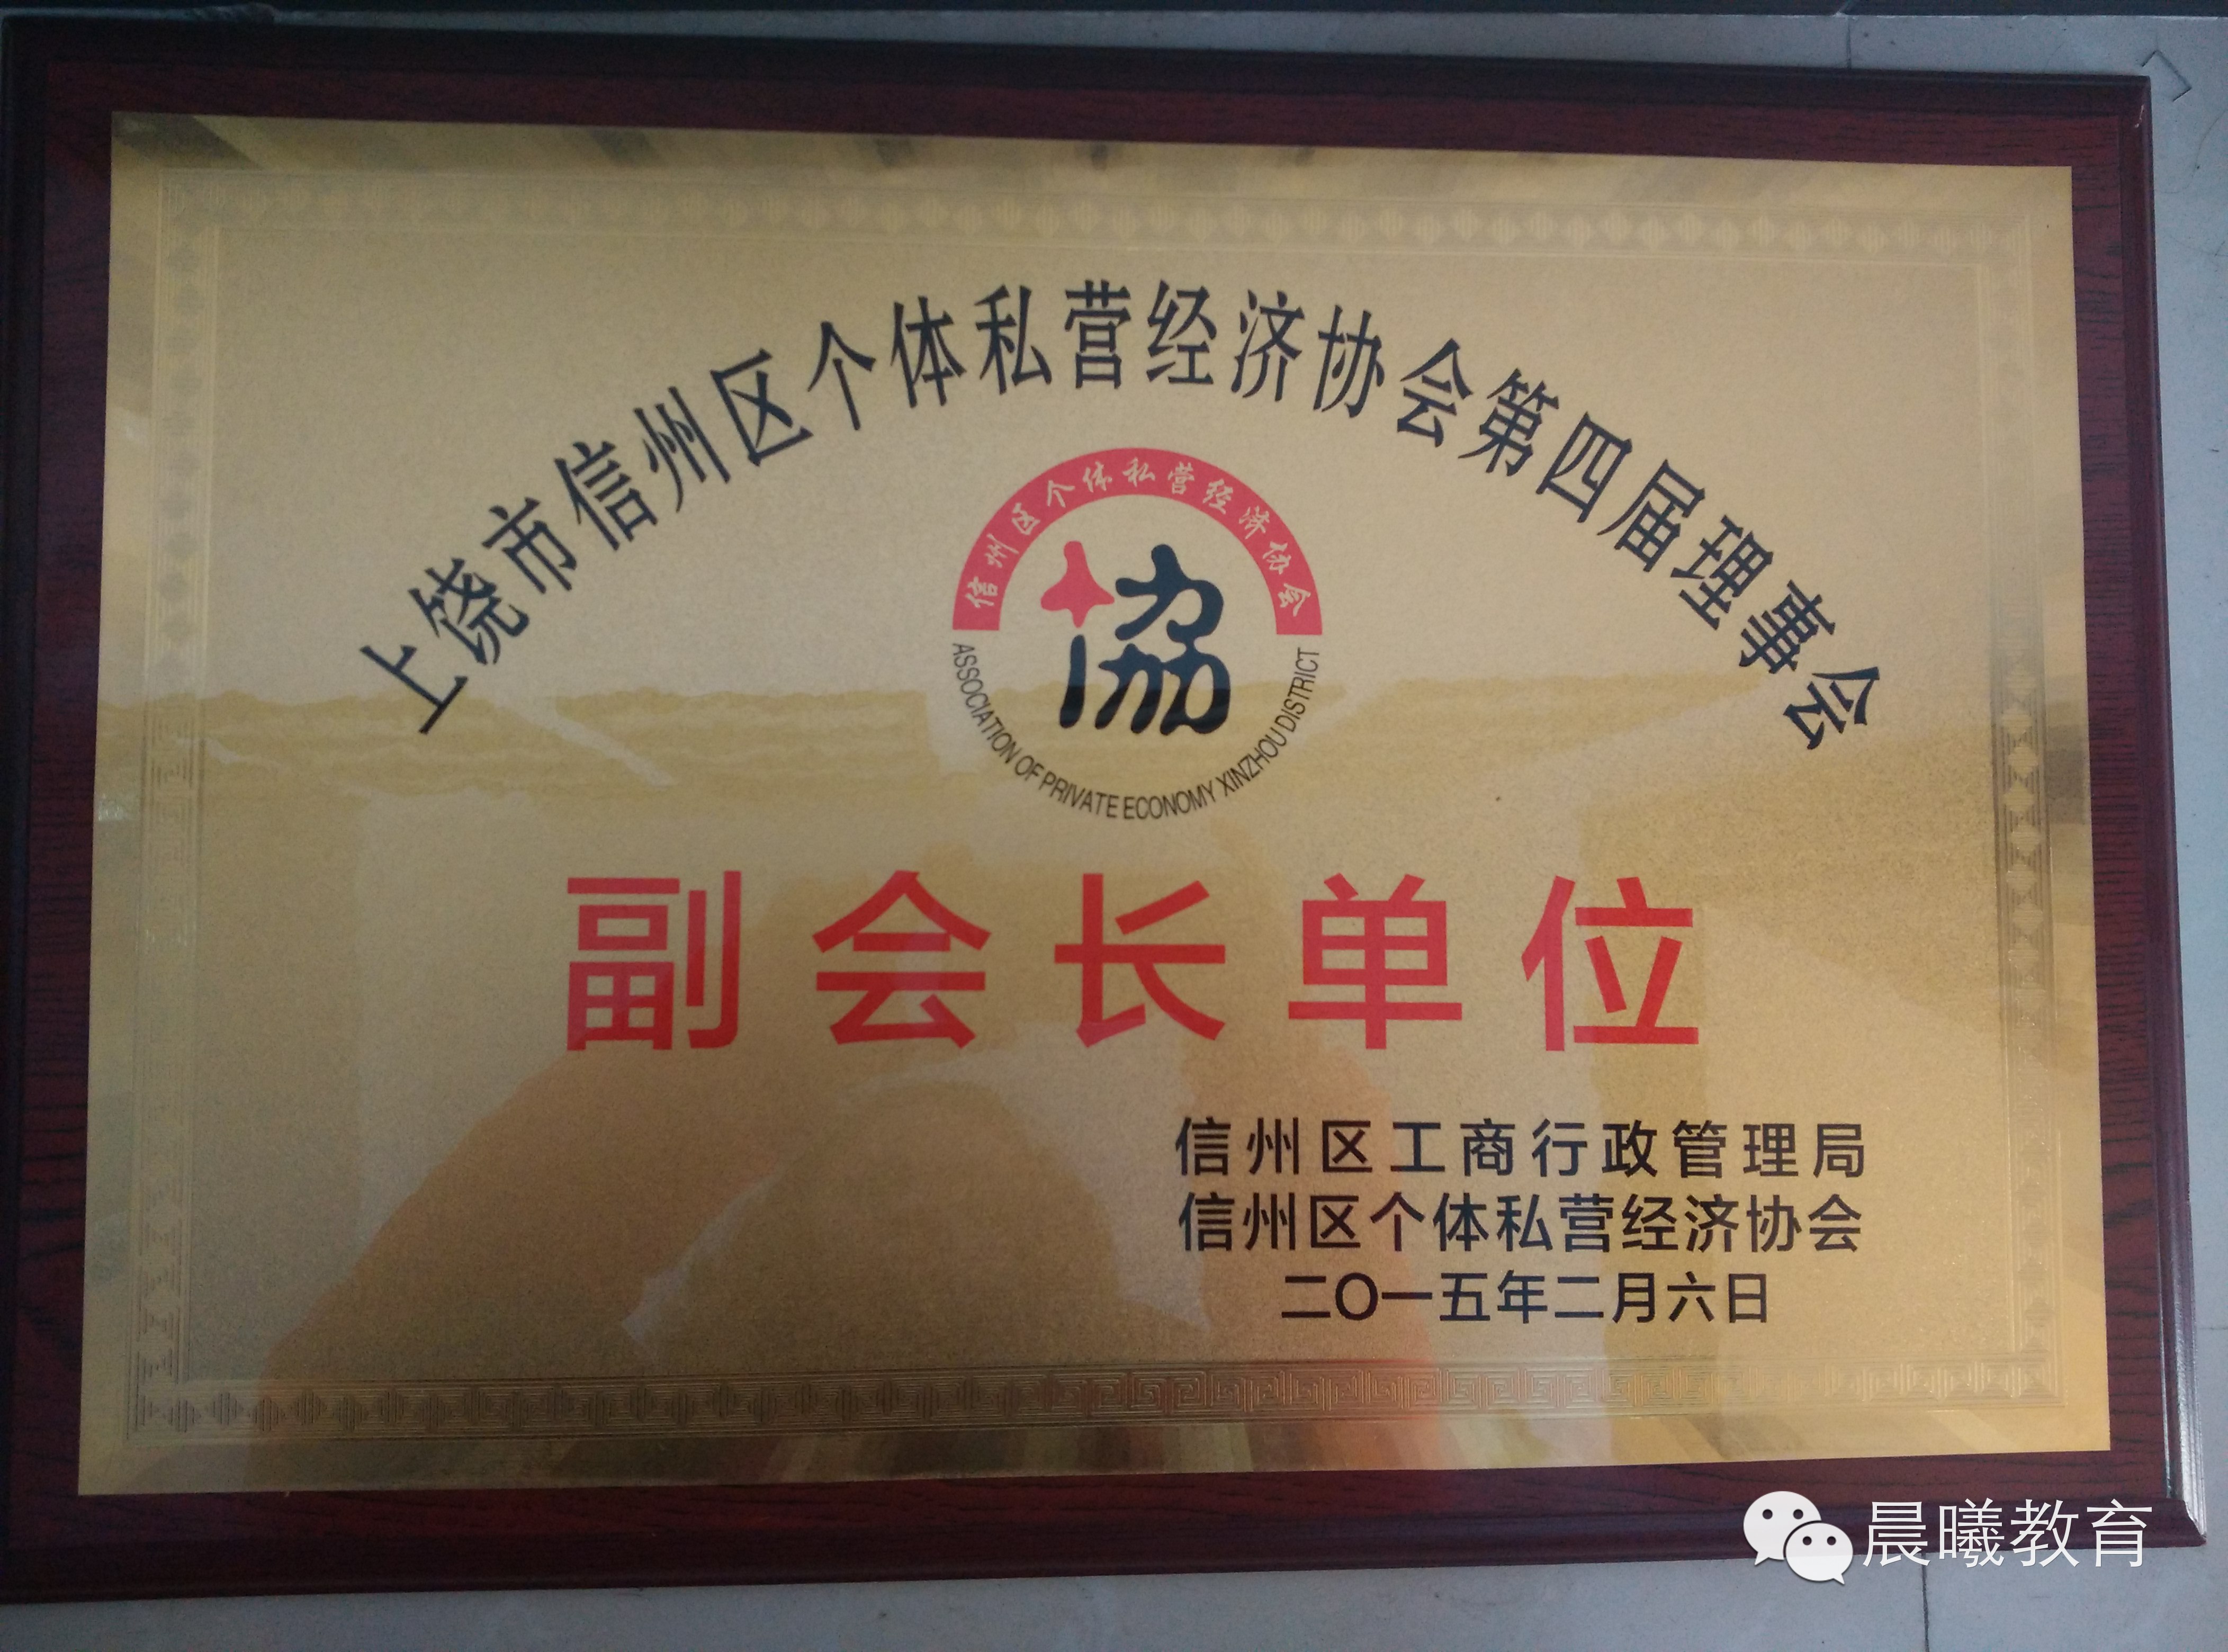 上饶市信州区个体私营经济协会第四届理事会
信州区个体私营经济协会
協
ASSOCIATION OF PRIVATE ECONOMY XINZHOU DISTRICT
副会长单位
信州区工商行政管理局
信州区个体私营经济协会
二〇一五年二月六日
晨曦教育